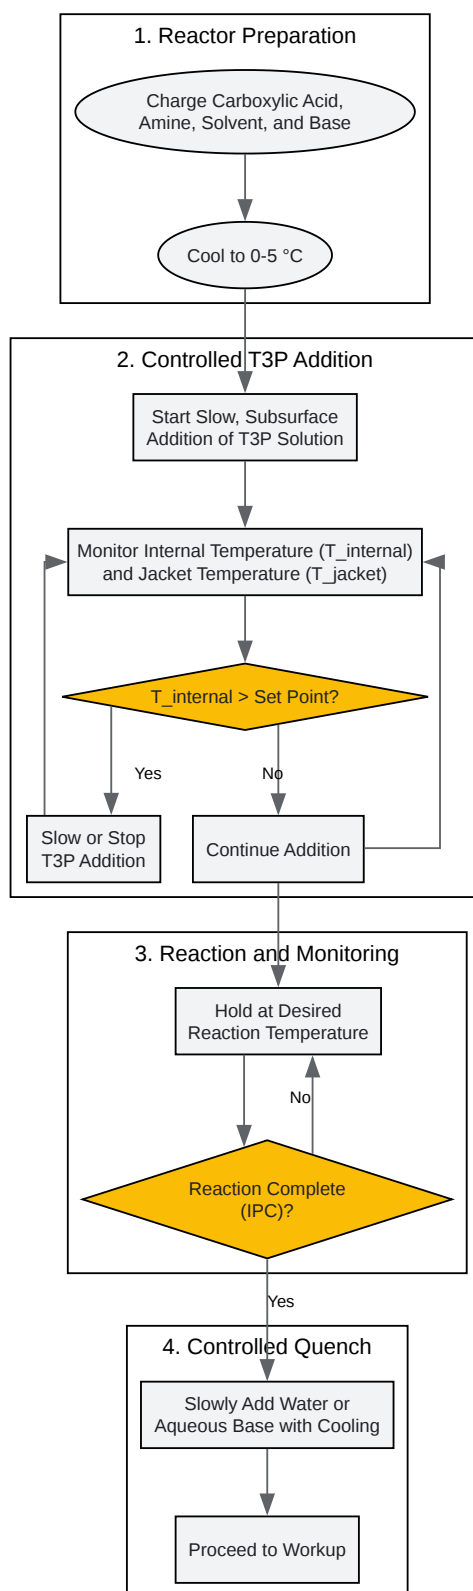 1. Reactor Preparation
Charge Carboxylic Acid,
Amine, Solvent, and Base
Cool to 0-5 °C
2. Controlled T3P Addition
Start Slow, Subsurface
Addition of T3P Solution
Monitor Internal Temperature (T_internal)
and Jacket Temperature (T_jacket)
T_internal > Set Point?
Yes
No
Slow or Stop
T3P Addition
Continue Addition
3. Reaction and Monitoring
Hold at Desired
Reaction Temperature
No
Reaction Complete
(IPC)?
Yes
4. Controlled Quench
Slowly Add Water or
Aqueous Base with Cooling
Proceed to Workup